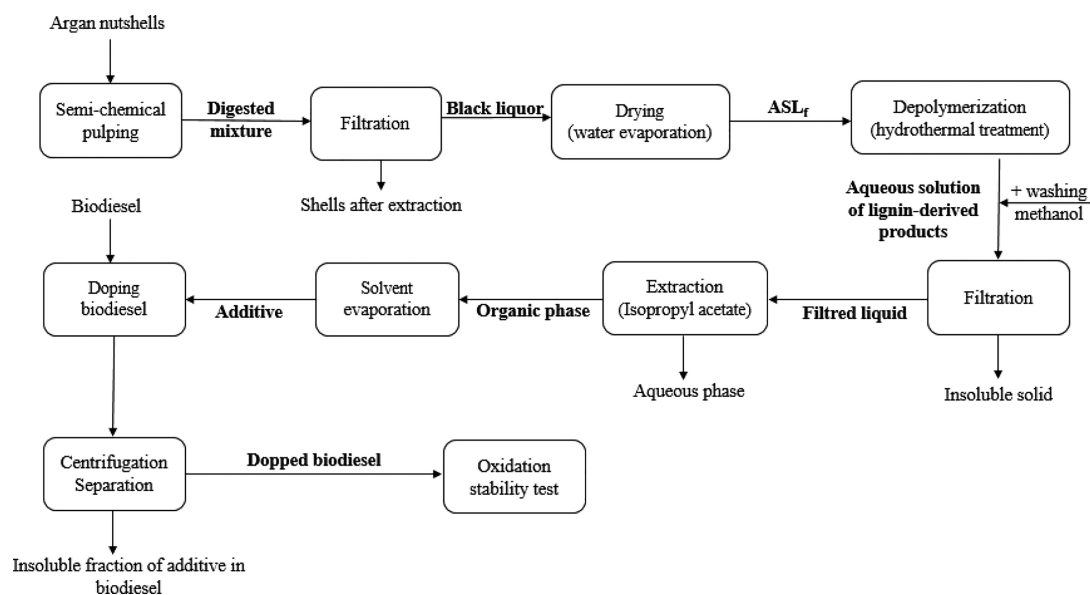 Argan nutshells
Semi-chemical
pulping
Digested
mixture
Filtration
Black liquor
Drying
(water evaporation)
ASLf
Depolymerization
(hydrothermal treatment)
Shells after extraction
Aqueous solution
of lignin-derived
products
+ washing
methanol
Biodiesel
Doping
biodiesel
Additive
Solvent
evaporation
Organic phase
Extraction
(Isopropyl acetate)
Filtred liquid
Filtration
Aqueous phase
Insoluble solid
Centrifugation
Separation
Dopped biodiesel
Oxidation
stability test
Insoluble fraction of additive in
biodiesel